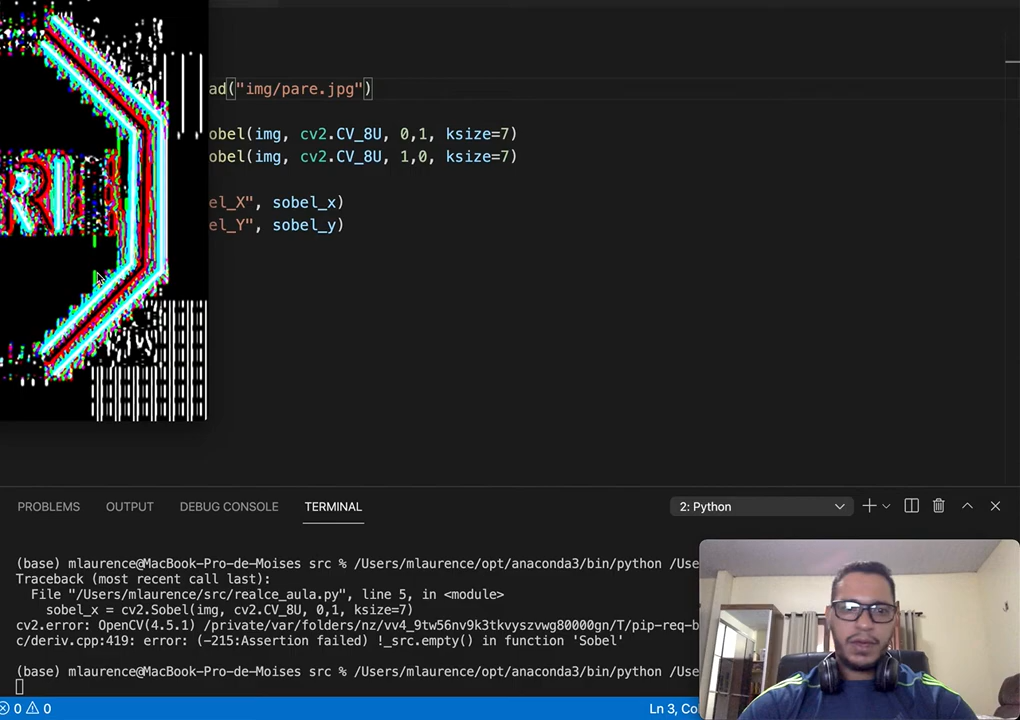 ad("img/pare.jpg")
obel(img, cv2.CV_8U, 0,1, ksize=7)
obel(img, cv2.CV_8U, 1,0, ksize=7)
el_X", sobel_x)
el_Y", sobel_y)
PROBLEMS OUTPUT DEBUG CONSOLE TERMINAL 2: Python
(base) mlaurence@MacBook-Pro-de-Moises src % /Users/mlaurence/opt/anaconda3/bin/python /Use
Traceback (most recent call last):
File "/Users/mlaurence/src/realce_aula.py", line 5, in <module>
sobel_x = cv2.Sobel(img, cv2.CV_8U, 0,1, ksize=7)
cv2.error: OpenCV(4.5.1) /private/var/folders/nz/vv4_9tw56nv9k3tkvyszvwg80000gn/T/pip-req-b
c/deriv.cpp:419: error: (-215:Assertion failed) !_src.empty() in function 'Sobel'
(base) mlaurence@MacBook-Pro-de-Moises src % /Users/mlaurence/opt/anaconda3/bin/python /Use
0 0 Ln 3, Co